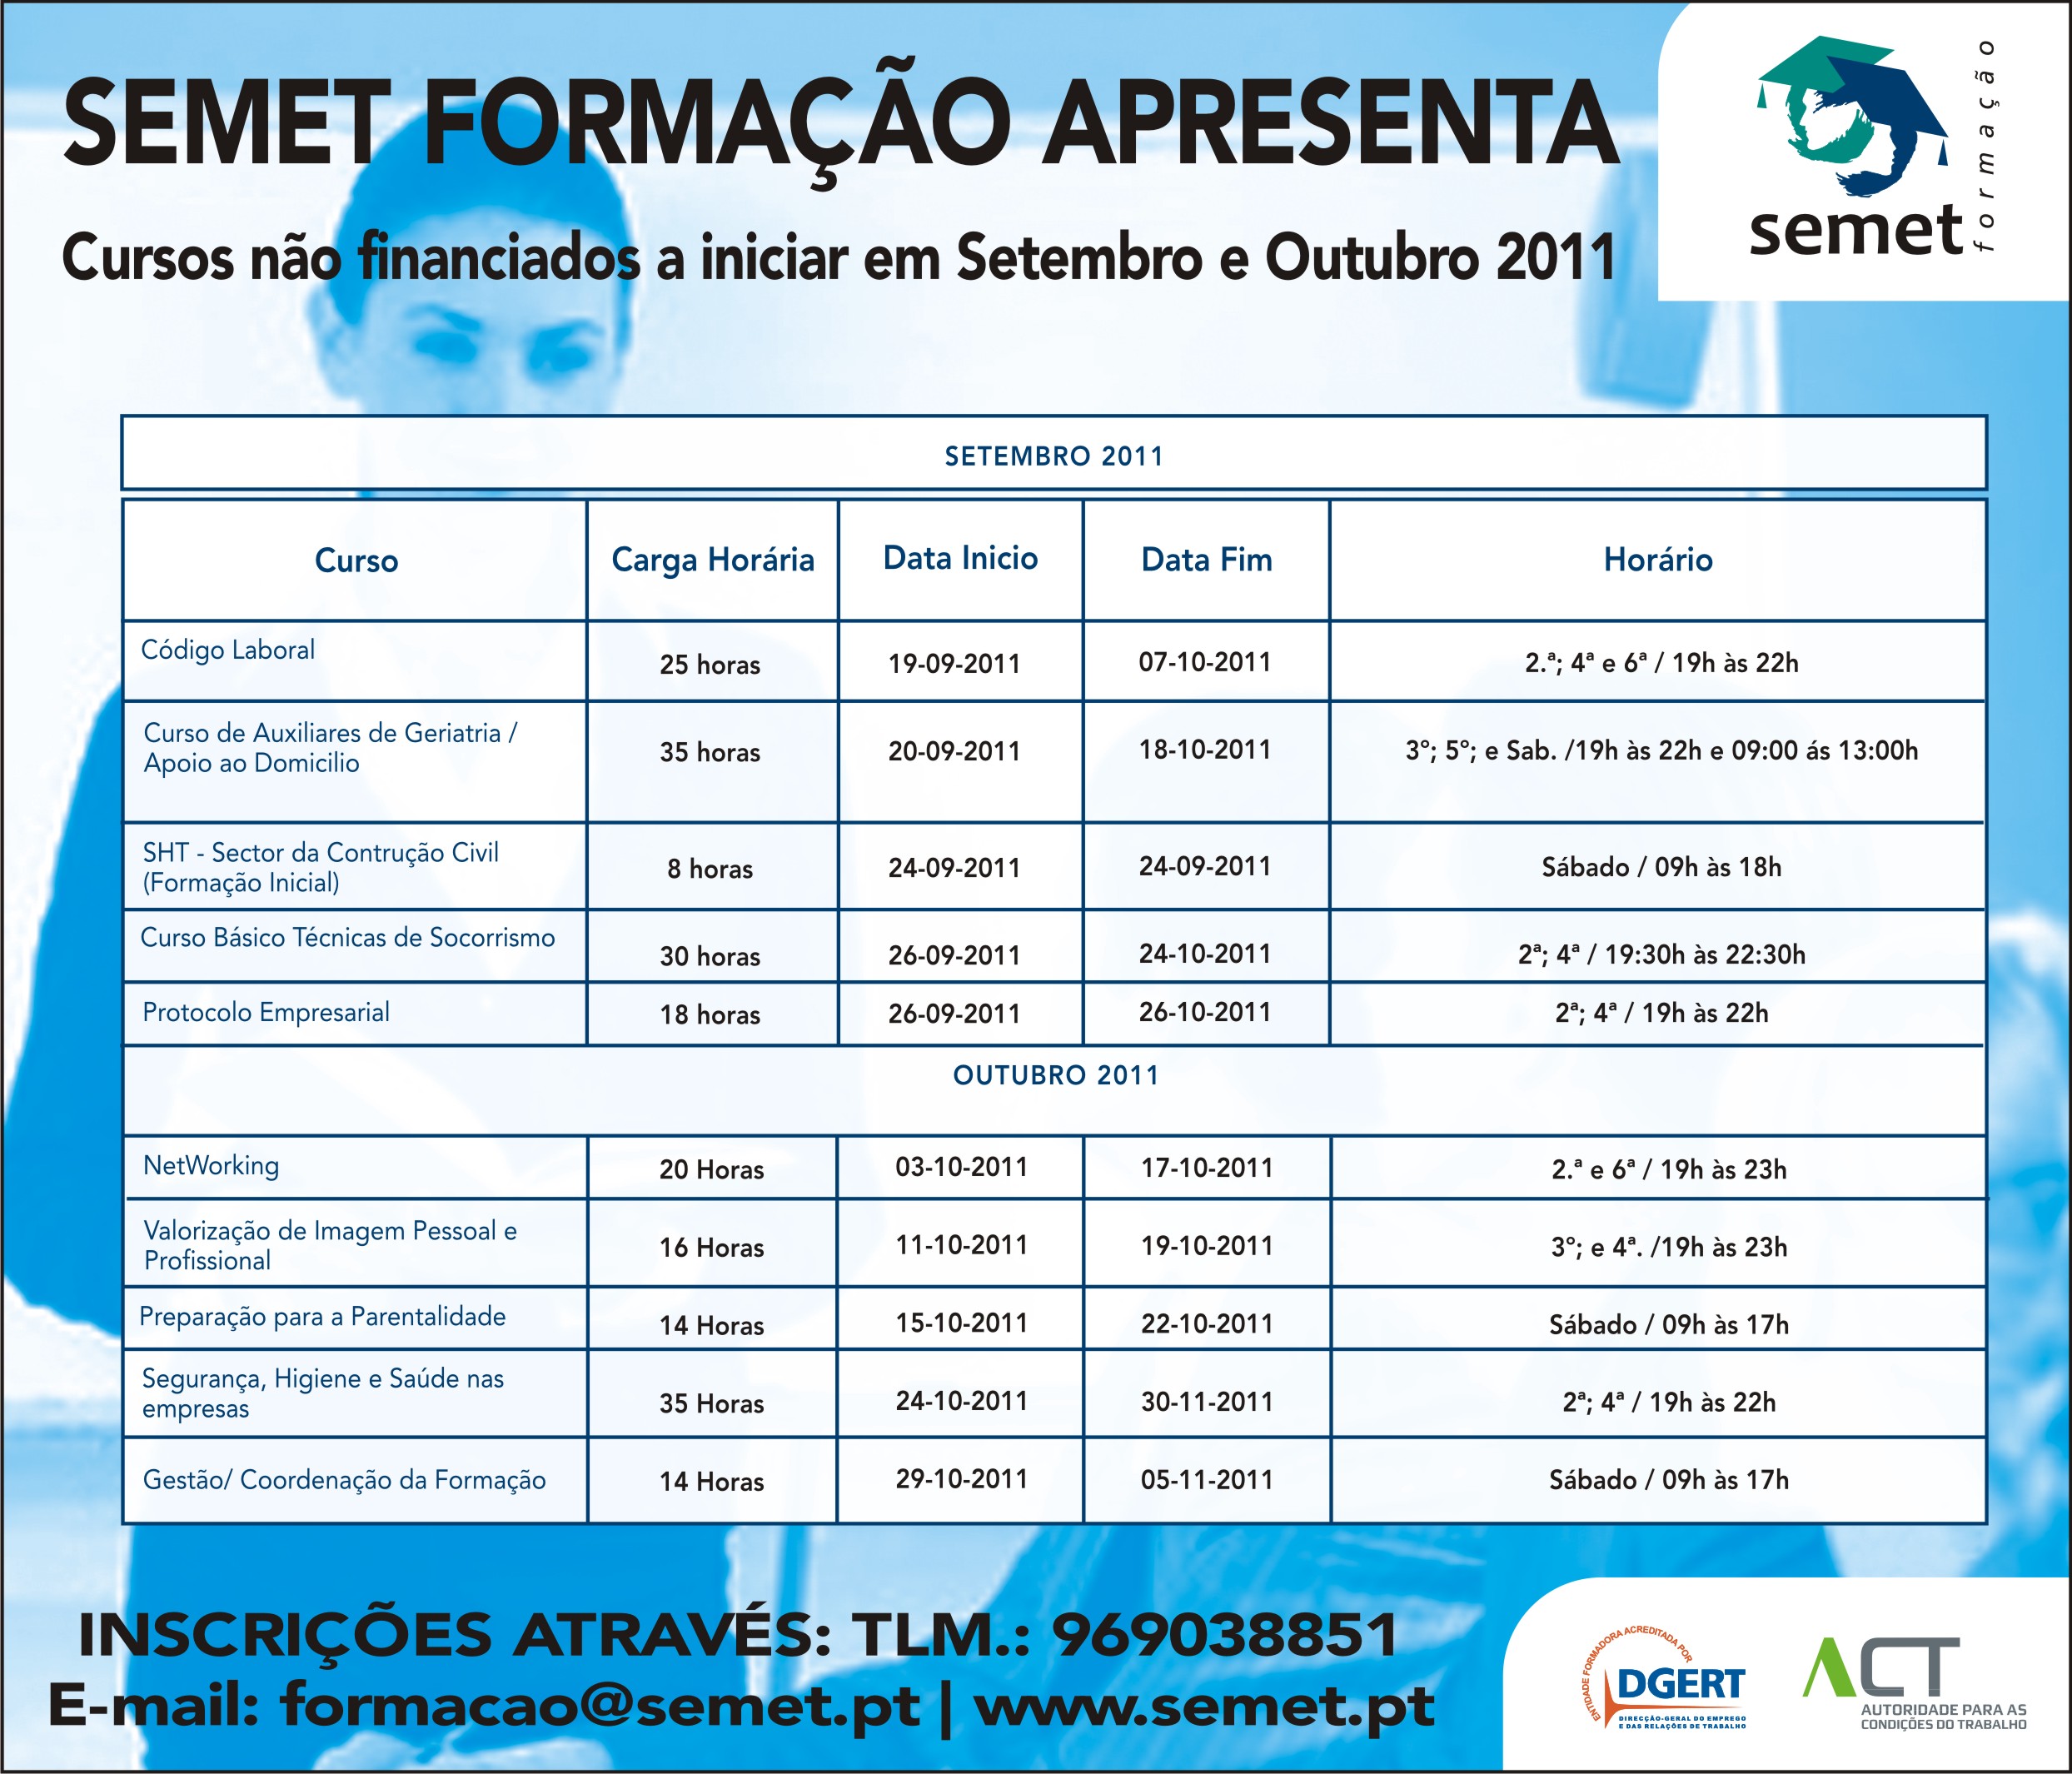 SEMET FORMAÇÃO APRESENTA
Cursos não financiados a iniciar em Setembro e Outubro 2011
semet
formação
SETEMBRO 2011
Curso Carga Horária Data Inicio Data Fim Horário
Código Laboral 25 horas 19-09-2011 07-10-2011 2.ª; 4ª e 6ª / 19h às 22h
Curso de Auxiliares de Geriatria /
Apoio ao Domicilio 35 horas 20-09-2011 18-10-2011 3º; 5º; e Sab. /19h às 22h e 09:00 ás 13:00h
SHT - Sector da Contrução Civil
(Formação Inicial) 8 horas 24-09-2011 24-09-2011 Sábado / 09h às 18h
Curso Básico Técnicas de Socorrismo 30 horas 26-09-2011 24-10-2011 2ª; 4ª / 19:30h às 22:30h
Protocolo Empresarial 18 horas 26-09-2011 26-10-2011 2ª; 4ª / 19h às 22h
OUTUBRO 2011
NetWorking 20 Horas 03-10-2011 17-10-2011 2.ª e 6ª / 19h às 23h
Valorização de Imagem Pessoal e
Profissional 16 Horas 11-10-2011 19-10-2011 3º; e 4ª. /19h às 23h
Preparação para a Parentalidade 14 Horas 15-10-2011 22-10-2011 Sábado / 09h às 17h
Segurança, Higiene e Saúde nas
empresas 35 Horas 24-10-2011 30-11-2011 2ª; 4ª / 19h às 22h
Gestão/ Coordenação da Formação 14 Horas 29-10-2011 05-11-2011 Sábado / 09h às 17h
INSCRIÇÕES ATRAVÉS: TLM.: 969038851
E-mail: formacao@semet.pt | www.semet.pt
ENTIDADE FORMADORA ACREDITADA POR
DGERT
DIRECÇÃO-GERAL DO EMPREGO
E DAS RELAÇÕES DE TRABALHO
ACT
AUTORIDADE PARA AS
CONDIÇÕES DO TRABALHO